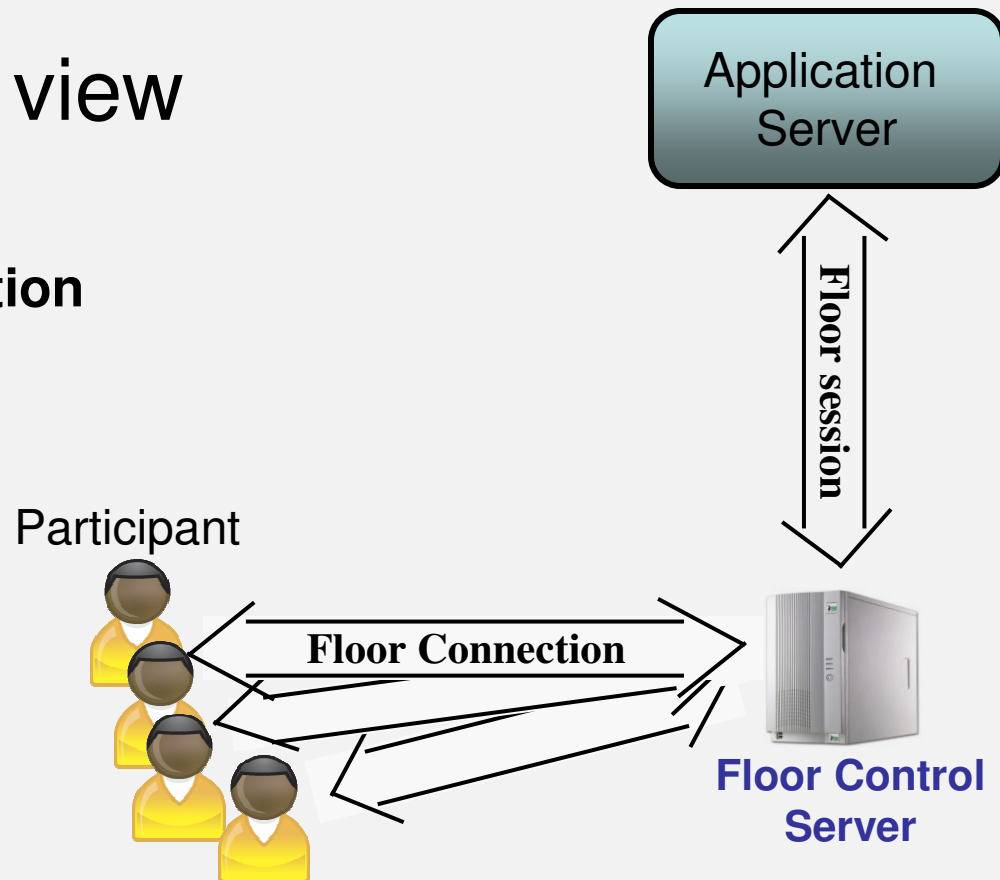 view
Application
Server
tion
Floor session
Participant
Floor Connection
Floor Control
Server